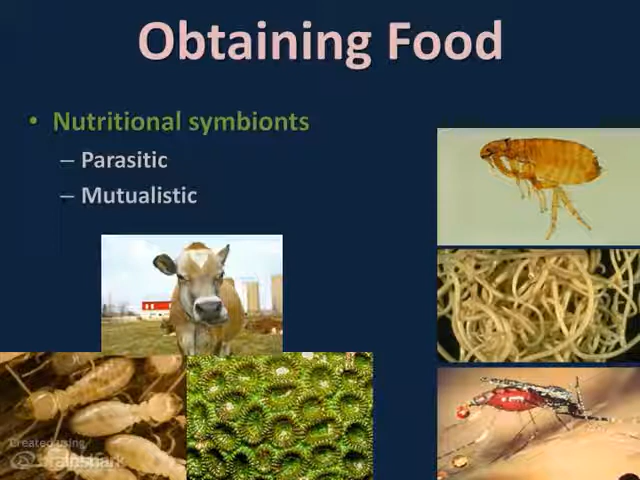 Obtaining Food
• Nutritional symbionts
– Parasitic
– Mutualistic
Created using
brainshark